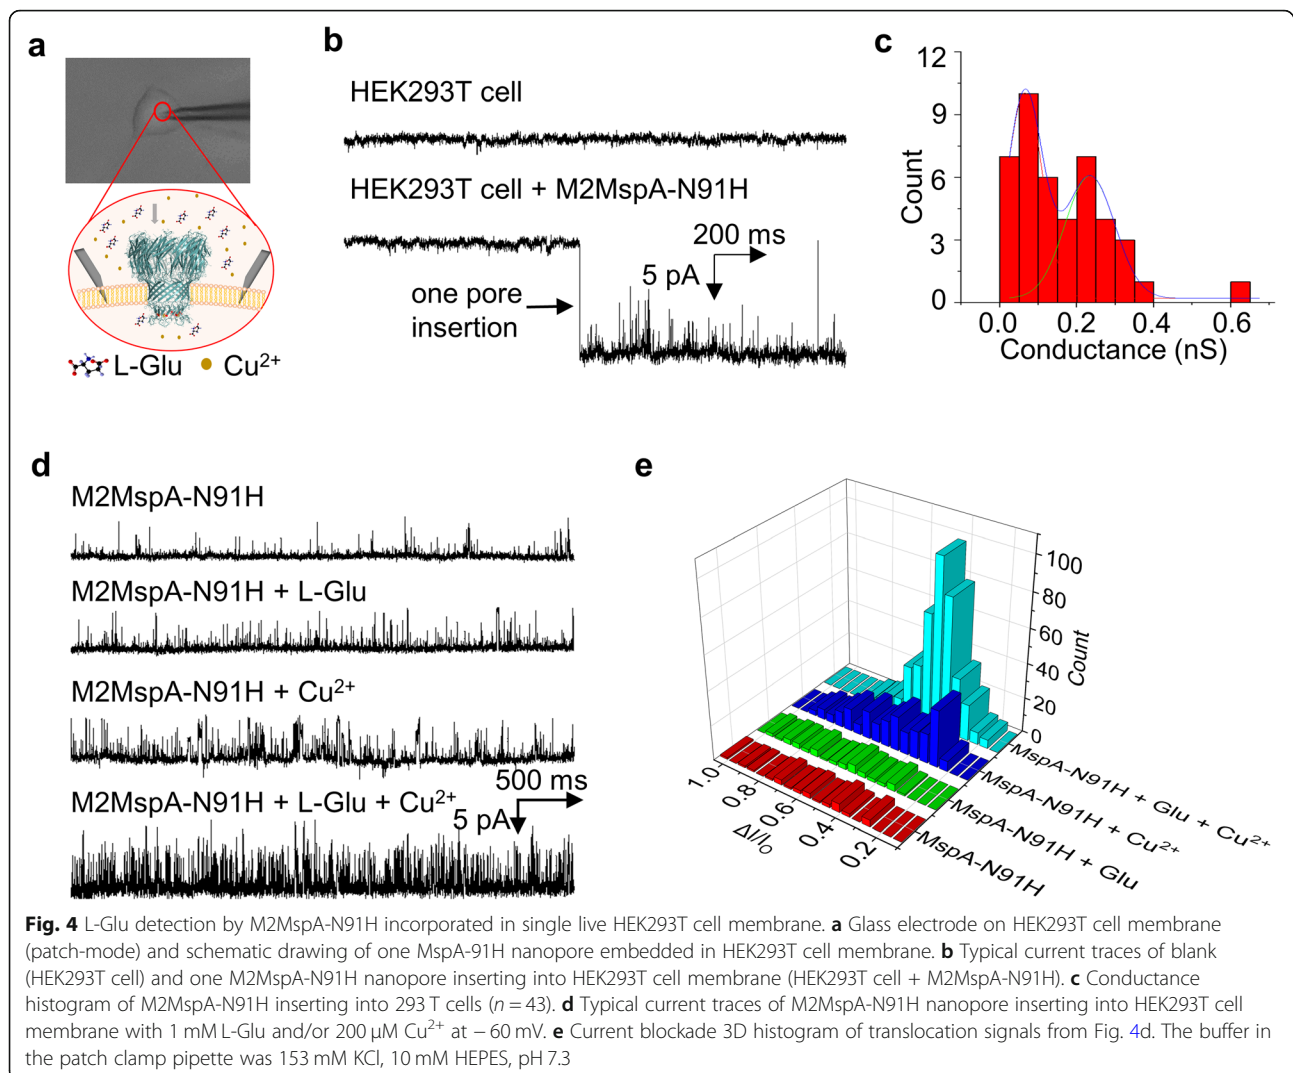 a
L-Glu
Cu²⁺
b
HEK293T cell
HEK293T cell + M2MspA-N91H
200 ms
5 pA
one pore
insertion
c
12
9
6
3
0
Count
0.0
0.2
0.4
0.6
Conductance (nS)
d
M2MspA-N91H
M2MspA-N91H + L-Glu
M2MspA-N91H + Cu²⁺
500 ms
M2MspA-N91H + L-Glu + Cu²⁺
5 pA
e
100
80
60
40
20
0
Count
1.0
0.8
0.6
0.4
0.2
ΔI/I₀
MspA-N91H + Glu + Cu²⁺
MspA-N91H + Cu²⁺
MspA-N91H + Glu
MspA-N91H
Fig. 4 L-Glu detection by M2MspA-N91H incorporated in single live HEK293T cell membrane. a Glass electrode on HEK293T cell membrane
(patch-mode) and schematic drawing of one MspA-91H nanopore embedded in HEK293T cell membrane. b Typical current traces of blank
(HEK293T cell) and one M2MspA-N91H nanopore inserting into HEK293T cell membrane (HEK293T cell + M2MspA-N91H). c Conductance
histogram of M2MspA-N91H inserting into 293 T cells (n = 43). d Typical current traces of M2MspA-N91H nanopore inserting into HEK293T cell
membrane with 1 mM L-Glu and/or 200 μM Cu²⁺ at − 60 mV. e Current blockade 3D histogram of translocation signals from Fig. 4d. The buffer in
the patch clamp pipette was 153 mM KCl, 10 mM HEPES, pH 7.3